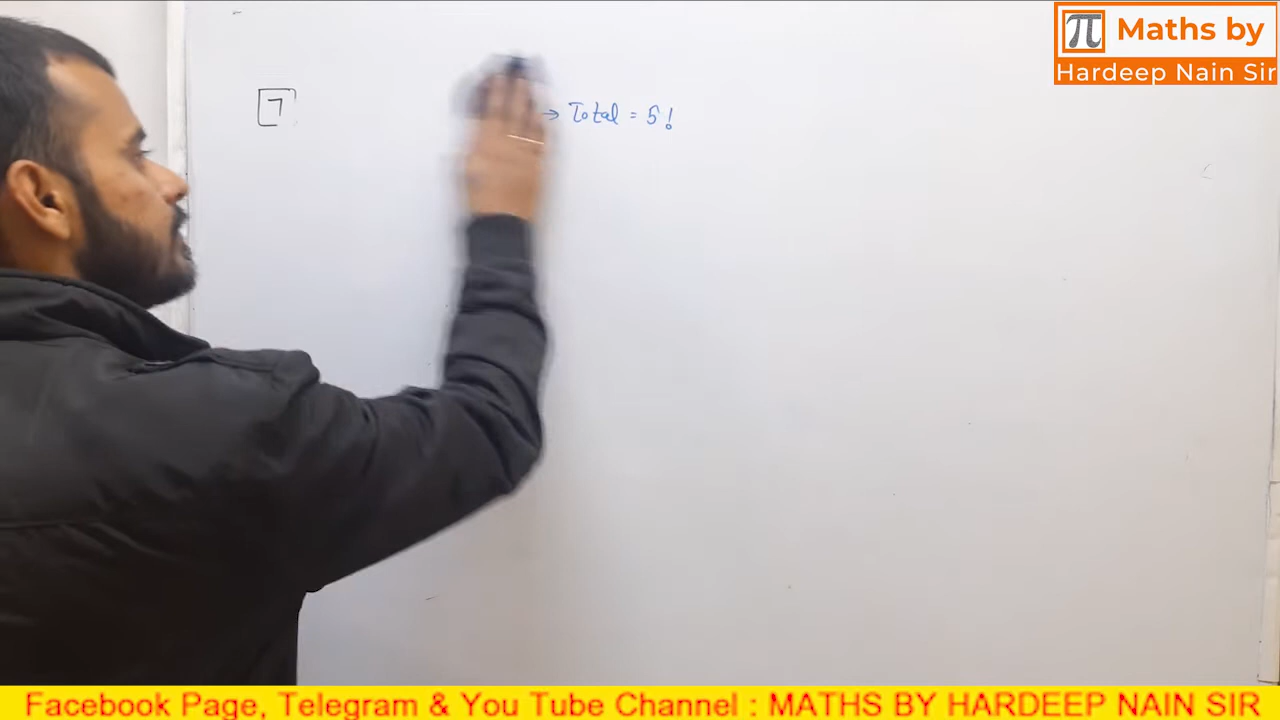 π Maths by
Hardeep Nain Sir
7
→ Total = 5!
Facebook Page, Telegram & You Tube Channel : MATHS BY HARDEEP NAIN SIR